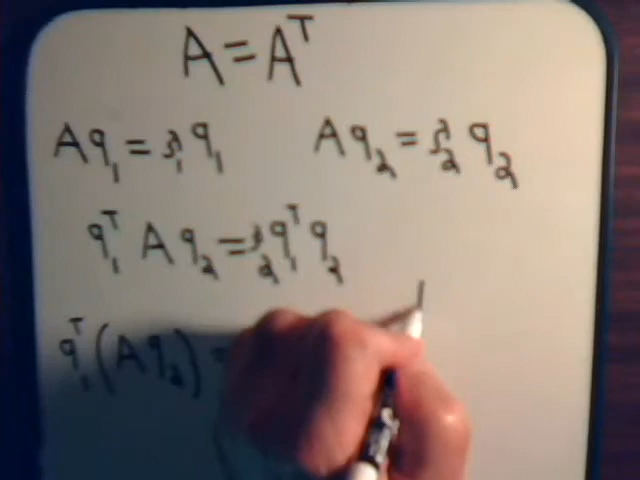 A = Aᵀ
Aq₁ = λ₁q₁ Aq₂ = λ₂q₂
q₁ᵀAq₂ = λ₂q₁ᵀq₂
q₁ᵀ(Aq₂) =